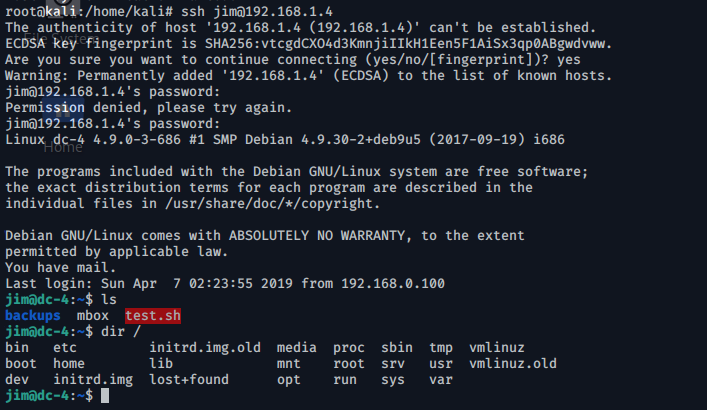 root@kali:/home/kali# ssh jim@192.168.1.4
The authenticity of host '192.168.1.4 (192.168.1.4)' can't be established.
ECDSA key fingerprint is SHA256:vtcgdCXO4d3KmnjiIIkH1Een5F1AiSx3qp0ABgwdvww.
Are you sure you want to continue connecting (yes/no/[fingerprint])? yes
Warning: Permanently added '192.168.1.4' (ECDSA) to the list of known hosts.
jim@192.168.1.4's password:
Permission denied, please try again.
jim@192.168.1.4's password:
Linux dc-4 4.9.0-3-686 #1 SMP Debian 4.9.30-2+deb9u5 (2017-09-19) i686
Home
The programs included with the Debian GNU/Linux system are free software;
the exact distribution terms for each program are described in the
individual files in /usr/share/doc/*/copyright.
Debian GNU/Linux comes with ABSOLUTELY NO WARRANTY, to the extent
permitted by applicable law.
You have mail.
Last login: Sun Apr  7 02:23:55 2019 from 192.168.0.100
jim@dc-4:~$ ls
backups  mbox  test.sh
jim@dc-4:~$ dir /
bin   etc         initrd.img.old  media  proc  sbin  tmp  vmlinuz
boot  home        lib             mnt    root  srv   usr  vmlinuz.old
dev   initrd.img  lost+found      opt    run   sys   var
jim@dc-4:~$